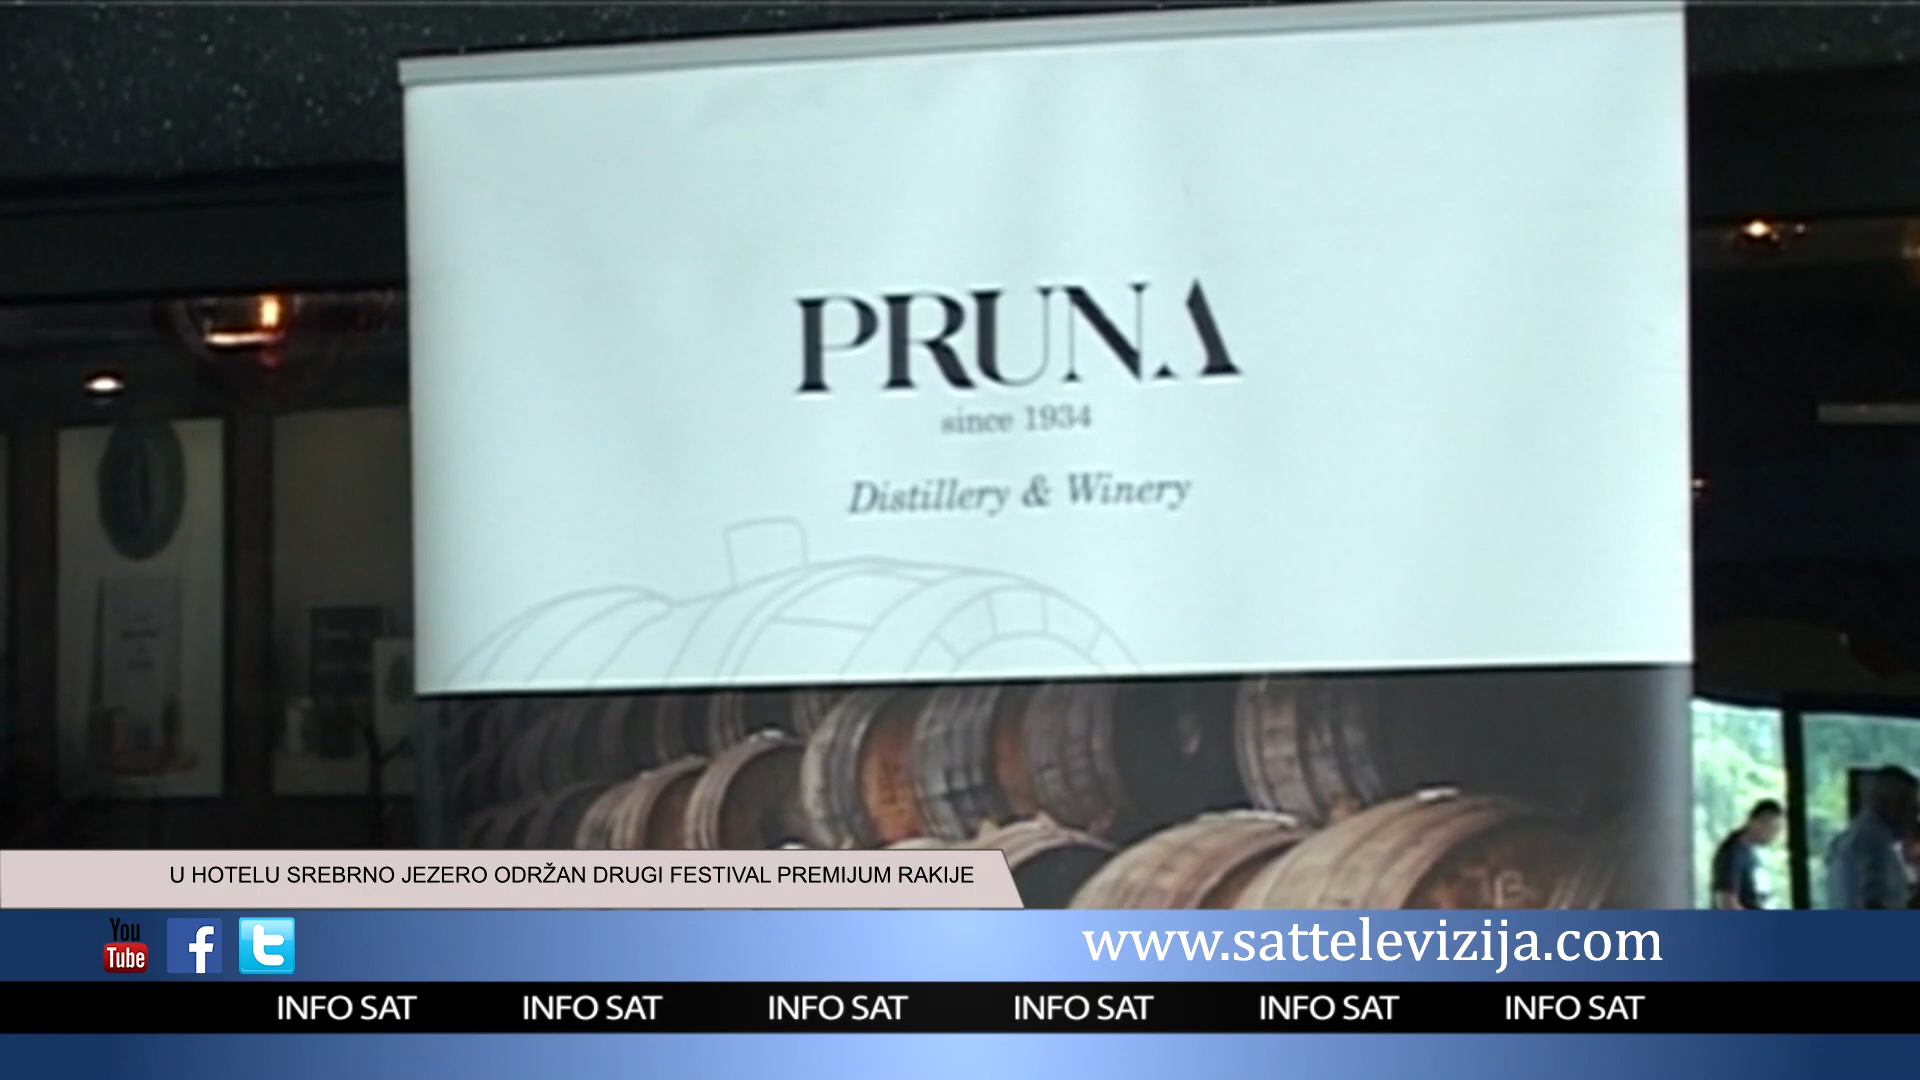 PRUNA
since 1934
Distillery & Winery
U HOTELU SREBRNO JEZERO ODRŽAN DRUGI FESTIVAL PREMIJUM RAKIJE
You
Tube
www.sattelevizija.com
INFO SAT INFO SAT INFO SAT INFO SAT INFO SAT INFO SAT